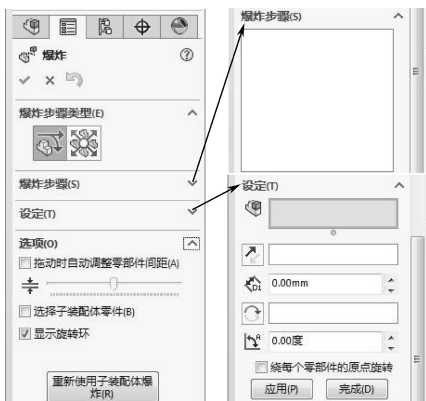 爆炸
爆炸步骤类型(E)
爆炸步骤(S)
设定(T)
选项(O)
拖动时自动调整零部件间距(A)
选择子装配体零件(B)
显示旋转环
重新使用子装配体爆
炸(R)
爆炸步骤(S)
设定(T)
D1
0.00mm
A
0.00度
绕每个零部件的原点旋转
应用(P)
完成(D)